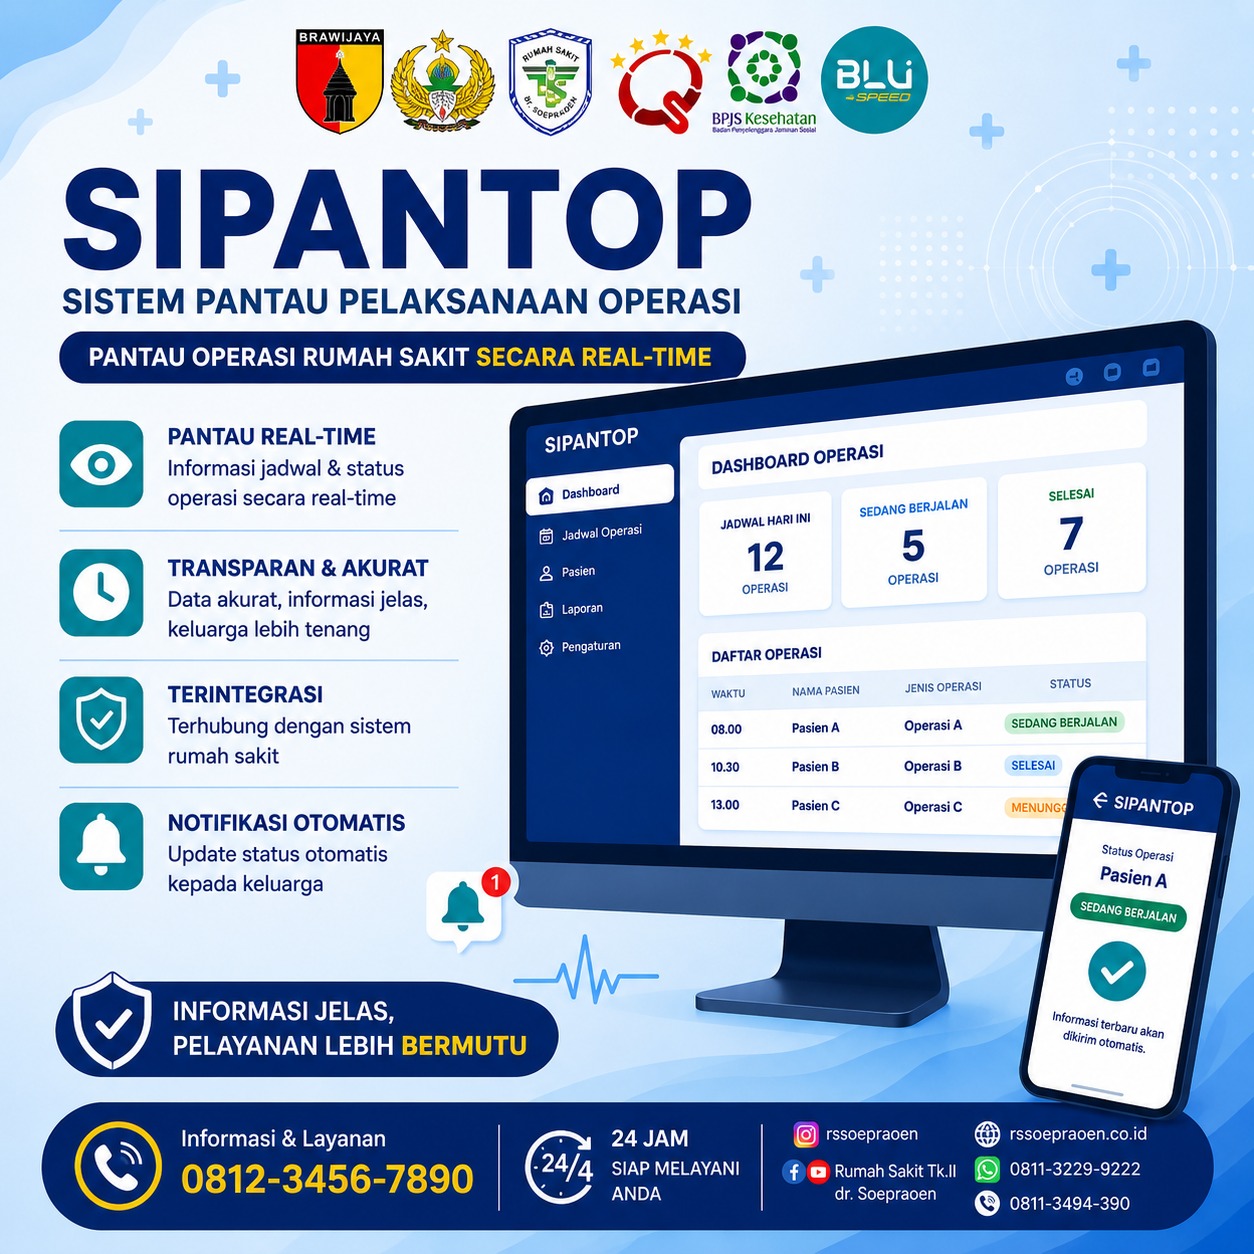 BRAWIJAYA
RUMAH SAKIT
dr. SOEPRAOEN
BPJS Kesehatan
Badan Penyelenggara Jaminan Sosial
BLU
SPEED
SIPANTOP
SISTEM PANTAU PELAKSANAAN OPERASI
PANTAU OPERASI RUMAH SAKIT SECARA REAL-TIME
PANTAU REAL-TIME
Informasi jadwal & status
operasi secara real-time
TRANSPARAN & AKURAT
Data akurat, informasi jelas,
keluarga lebih tenang
TERINTEGRASI
Terhubung dengan sistem
rumah sakit
NOTIFIKASI OTOMATIS
Update status otomatis
kepada keluarga
1
SIPANTOP
Dashboard
Jadwal Operasi
Pasien
Laporan
Pengaturan
DASHBOARD OPERASI
JADWAL HARI INI
12
OPERASI
SEDANG BERJALAN
5
OPERASI
SELESAI
7
OPERASI
DAFTAR OPERASI
WAKTU NAMA PASIEN JENIS OPERASI STATUS
08.00 Pasien A Operasi A SEDANG BERJALAN
10.30 Pasien B Operasi B SELESAI
13.00 Pasien C Operasi C MENUNGG
SIPANTOP
Status Operasi
Pasien A
SEDANG BERJALAN
Informasi terbaru akan
dikirim otomatis.
INFORMASI JELAS,
PELAYANAN LEBIH BERMUTU
Informasi & Layanan
0812-3456-7890
24/4
24 JAM
SIAP MELAYANI
ANDA
rssoepraoen
Rumah Sakit Tk.II
dr. Soepraoen
rssoepraoen.co.id
0811-3229-9222
0811-3494-390